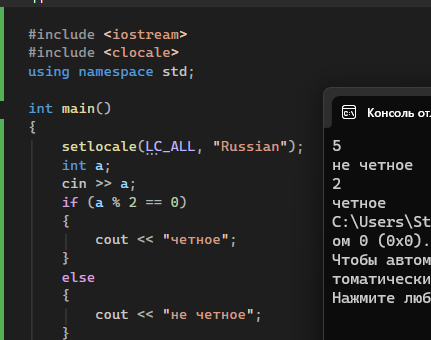 #include <iostream>
#include <clocale>
using namespace std;
int main()
{
setlocale(LC_ALL, "Russian");
int a;
cin >> a;
if (a % 2 == 0)
{
cout << "четное";
}
else
{
cout << "не четное";
}
Консоль от
5
не четное
2
четное
C:\Users\St
ом 0 (0x0).
Чтобы автом
томатически
Нажмите люб